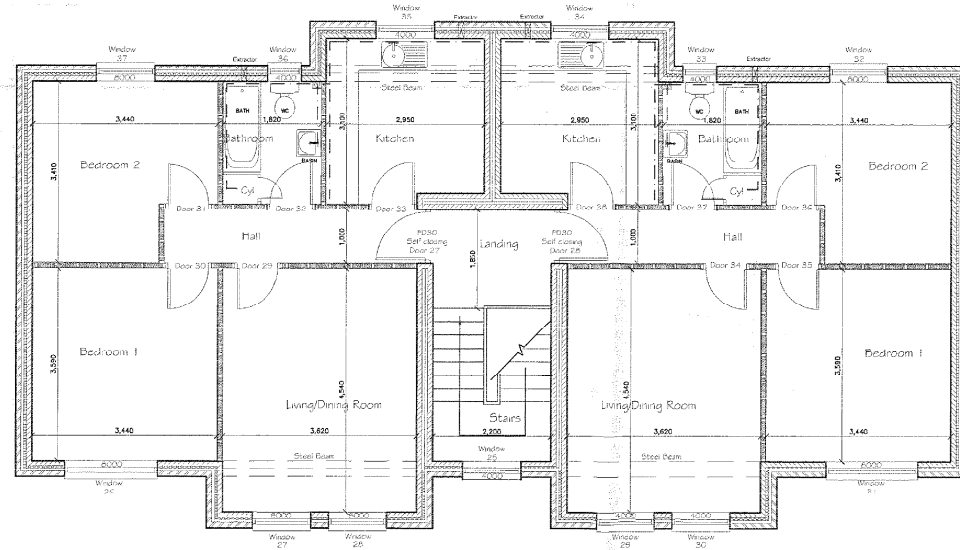 Window
35
Extractor
Extractor
Window
34
4000
4000
Window
37
Window
36
Window
33
Window
32
Extractor
Extractor
6000
4000
4000
6000
Steel Beam
Steel Beam
BATH
WC
WC
BATH
3,440
1,820
3,100
2,950
2,950
3,100
1,820
3,440
Bathroom
Kitchen
Kitchen
Bathroom
BASIN
BASIN
Bedroom 2
Bedroom 2
3,410
3,410
Cyl
Cyl
Door 31
Door 32
Door 33
Door 38
Door 37
Door 36
Hall
1,000
FD30
Self closing
Door 27
Landing
FD30
Self closing
Door 28
1,000
Hall
1,850
Door 30
Door 29
Door 34
Door 35
Bedroom 1
Bedroom 1
3,590
3,590
4,540
Living/Dining Room
Stairs
Living/Dining Room
3,440
3,620
2,200
3,620
3,440
Steel Beam
Window
25
Steel Beam
6000
4000
6000
Window
Window
6000
4000
4000
Window
27
Window
28
Window
29
Window
30